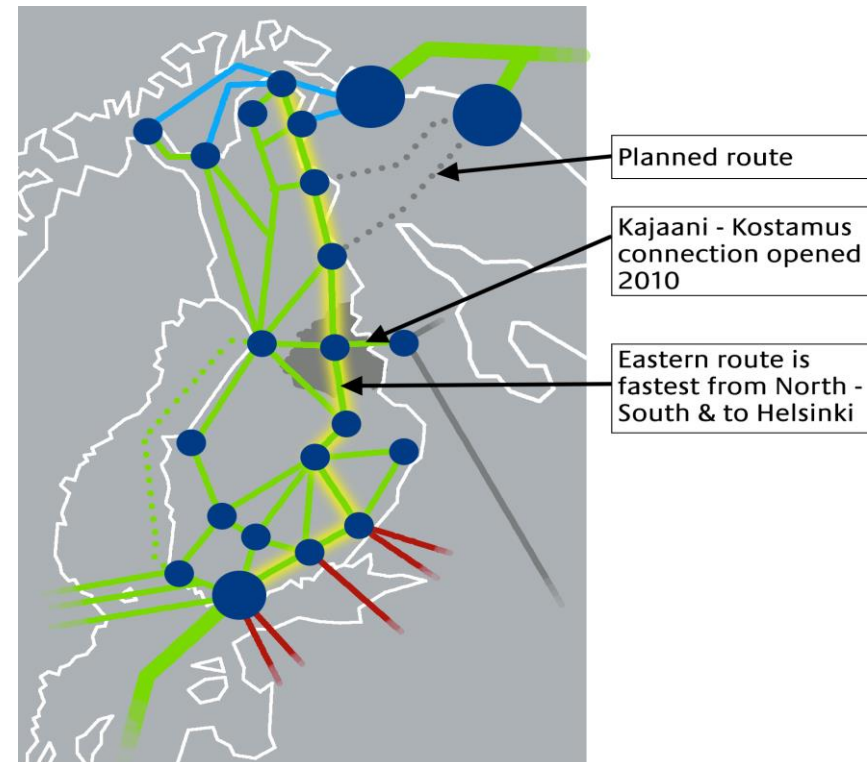 Planned route
Kajaani - Kostamus
connection opened
2010
Eastern route is
fastest from North -
South & to Helsinki